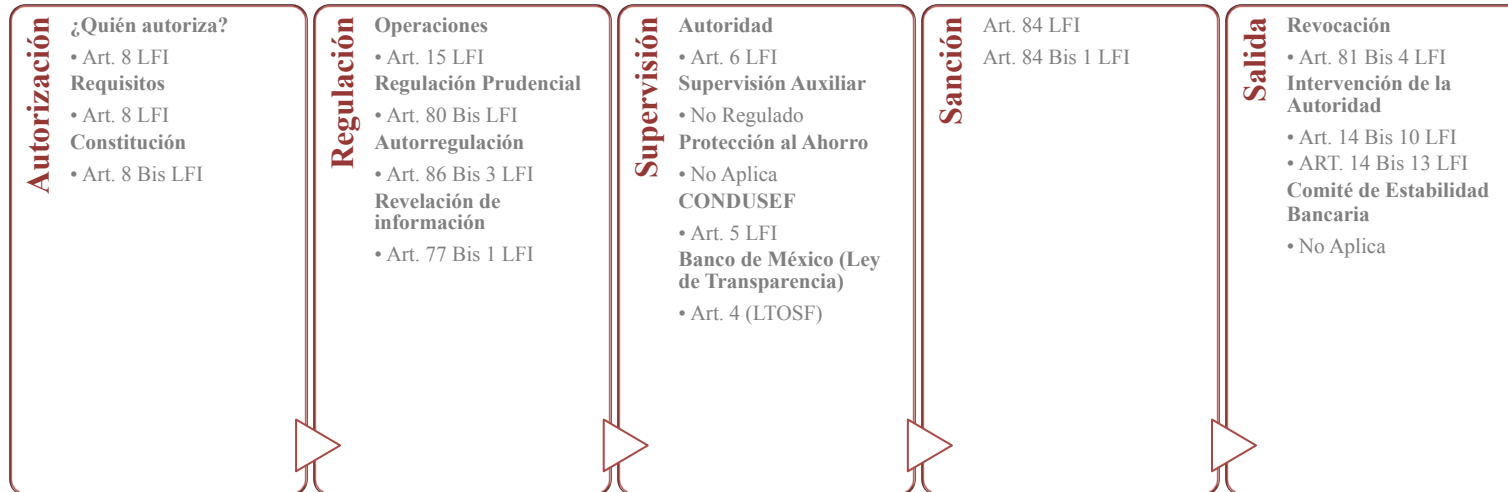 Autorización
¿Quién autoriza?
• Art. 8 LFI
Requisitos
• Art. 8 LFI
Constitución
• Art. 8 Bis LFI
Regulación
Operaciones
• Art. 15 LFI
Regulación Prudencial
• Art. 80 Bis LFI
Autorregulación
• Art. 86 Bis 3 LFI
Revelación de
información
• Art. 77 Bis 1 LFI
Supervisión
Autoridad
• Art. 6 LFI
Supervisión Auxiliar
• No Regulado
Protección al Ahorro
• No Aplica
CONDUSEF
• Art. 5 LFI
Banco de México (Ley
de Transparencia)
• Art. 4 (LTOSF)
Sanción
Art. 84 LFI
Art. 84 Bis 1 LFI
Salida
Revocación
• Art. 81 Bis 4 LFI
Intervención de la
Autoridad
• Art. 14 Bis 10 LFI
• ART. 14 Bis 13 LFI
Comité de Estabilidad
Bancaria
• No Aplica